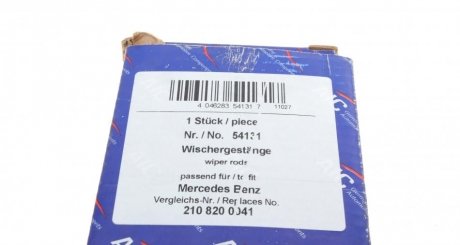 4 046283 54131 7 11027
1 Stück / piece
Nr. / No. 54131
Wischergestänge
wiper rods
passend für / to fit
Mercedes Benz
Vergleichs-Nr. / Replaces No.
210 820 0041